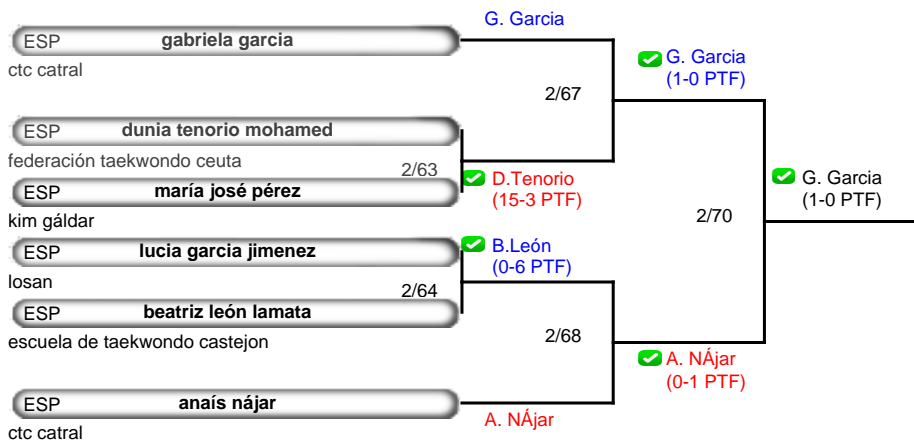 G. Garcia
ESP gabriela garcia
ctc catral
G. Garcia
(1-0 PTF)
2/67
ESP dunia tenorio mohamed
federación taekwondo ceuta
2/63
D.Tenorio
(15-3 PTF)
ESP maría josé pérez
kim gáldar
G. Garcia
(1-0 PTF)
2/70
ESP lucia garcia jimenez
losan
B.León
(0-6 PTF)
2/64
ESP beatriz león lamata
escuela de taekwondo castejon
2/68
A. NÁjar
(0-1 PTF)
ESP anaís nájar
ctc catral
A. NÁjar